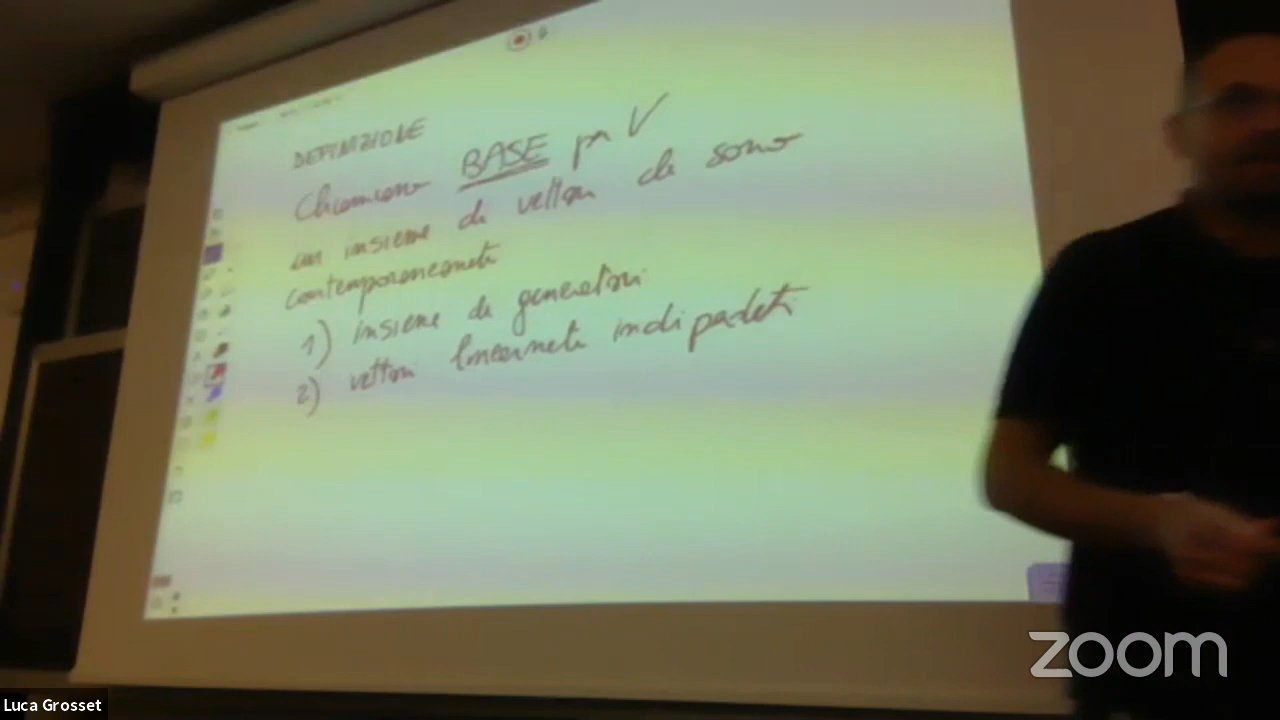 DEFINIZIONE
Chiamiamo BASE per V
un insieme di vettori che sono
contemporaneamente
1) insieme di generatori
2) vettori linearmente indipendenti
zoom
Luca Grosset